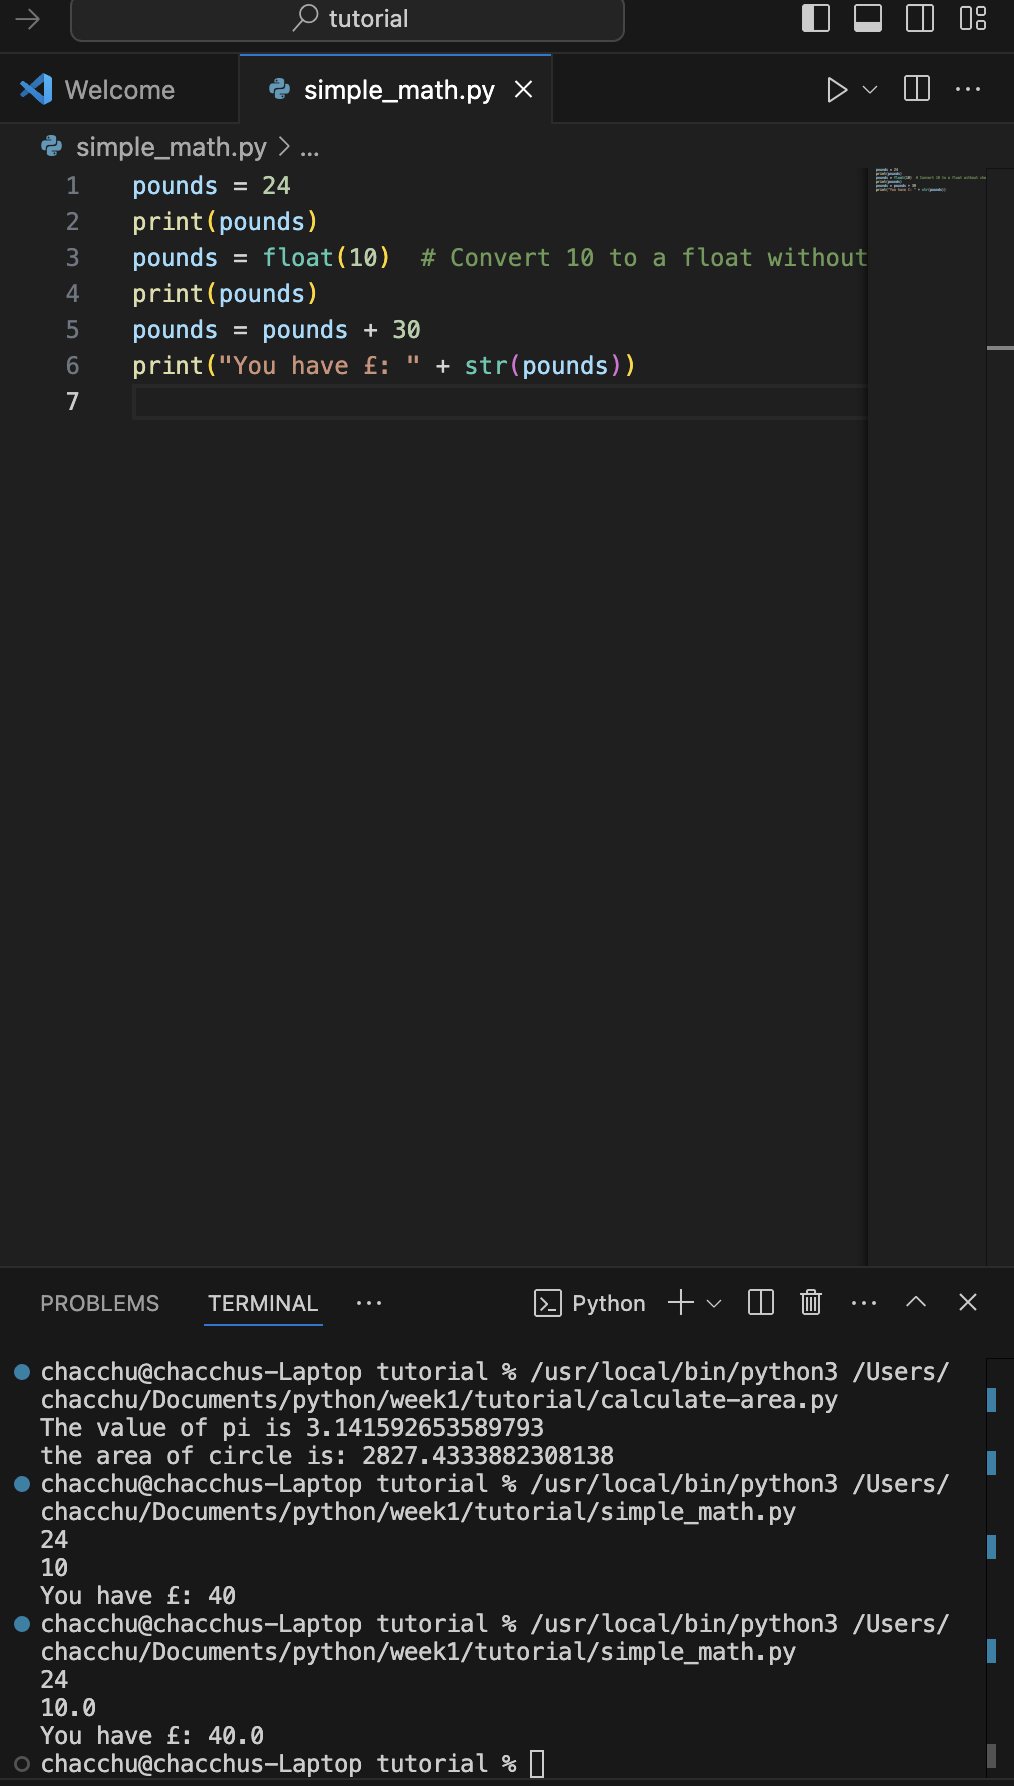 tutorial
Welcome
simple_math.py
simple_math.py > ...
1 pounds = 24
2 print(pounds)
3 pounds = float(10)  # Convert 10 to a float without
4 print(pounds)
5 pounds = pounds + 30
6 print("You have £: " + str(pounds))
7
PROBLEMS TERMINAL ... Python
chacchu@chacchus-Laptop tutorial % /usr/local/bin/python3 /Users/
chacchu/Documents/python/week1/tutorial/calculate-area.py
The value of pi is 3.141592653589793
the area of circle is: 2827.4333882308138
chacchu@chacchus-Laptop tutorial % /usr/local/bin/python3 /Users/
chacchu/Documents/python/week1/tutorial/simple_math.py
24
10
You have £: 40
chacchu@chacchus-Laptop tutorial % /usr/local/bin/python3 /Users/
chacchu/Documents/python/week1/tutorial/simple_math.py
24
10.0
You have £: 40.0
chacchu@chacchus-Laptop tutorial %